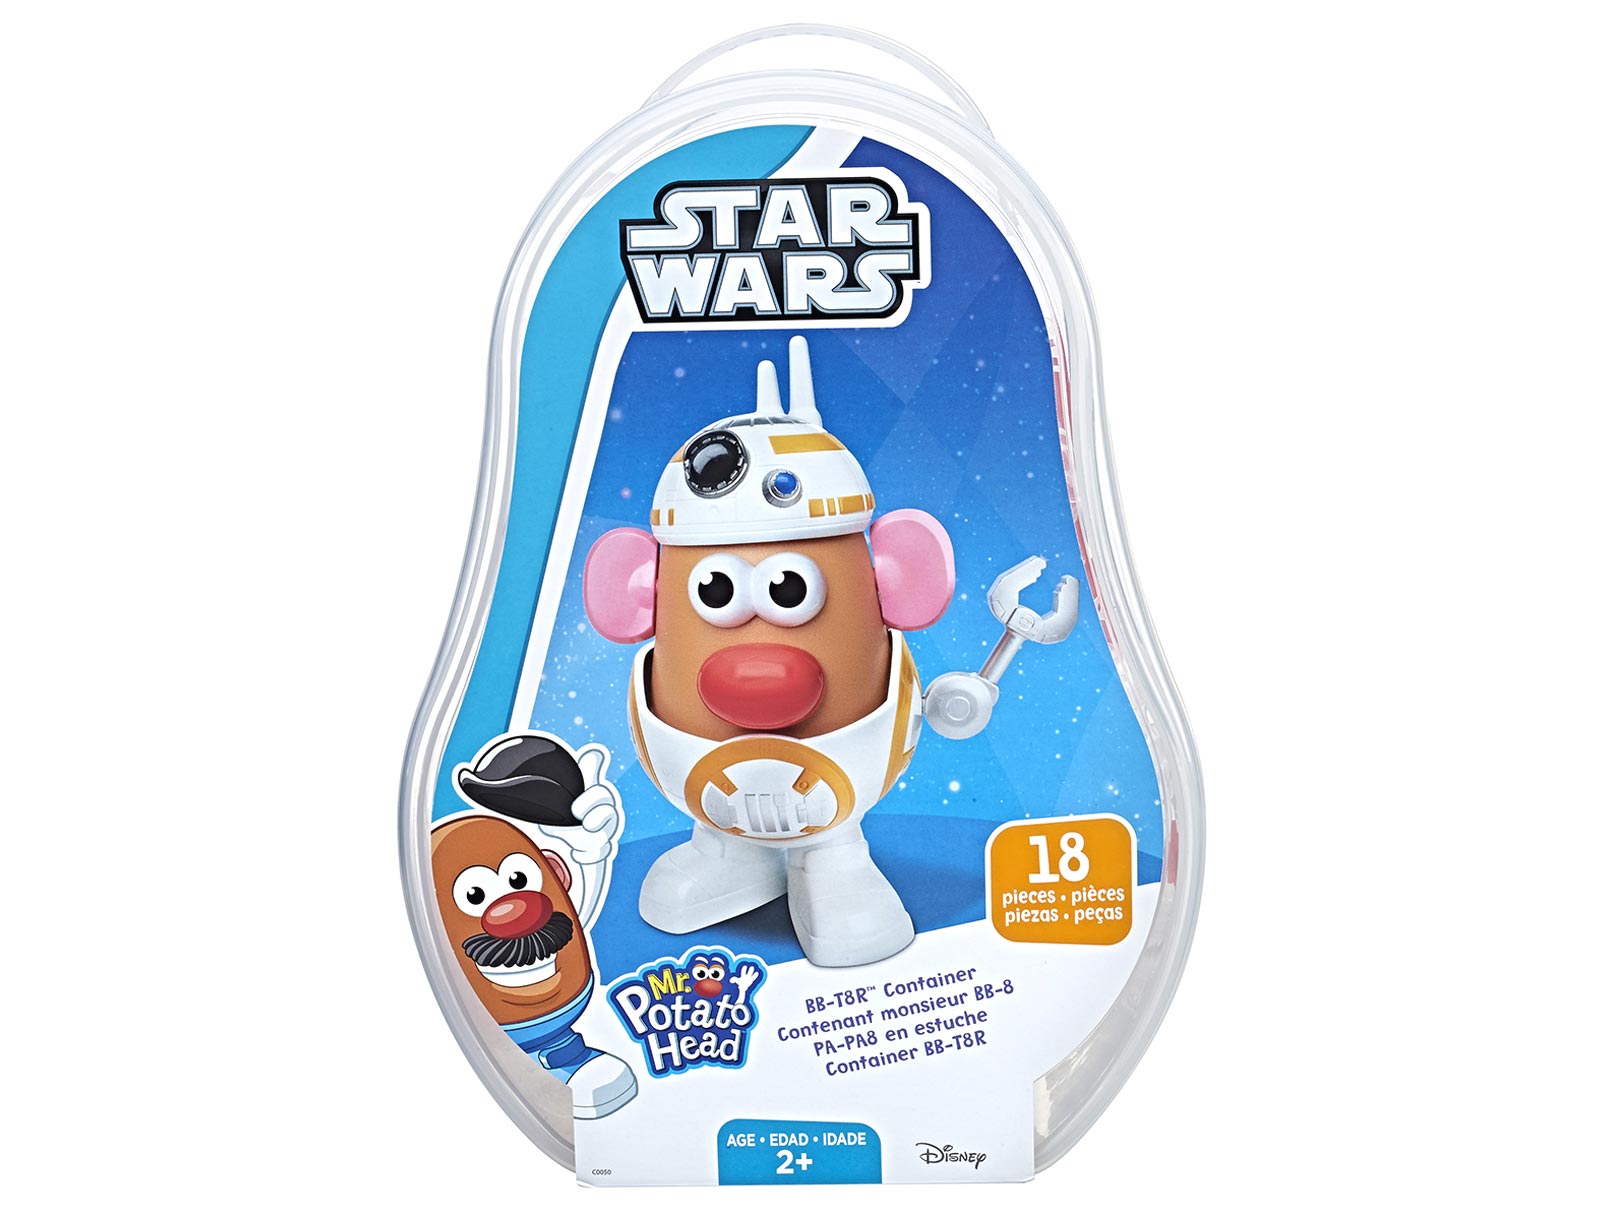 STAR
WARS
18
pieces • pièces
piezas • peças
Mr.
Potato
Head
BB-T8R™ Container
Contenant monsieur BB-8
PA-PA8 en estuche
Container BB-T8R
AGE • EDAD • IDADE
2+
C0050
Disney